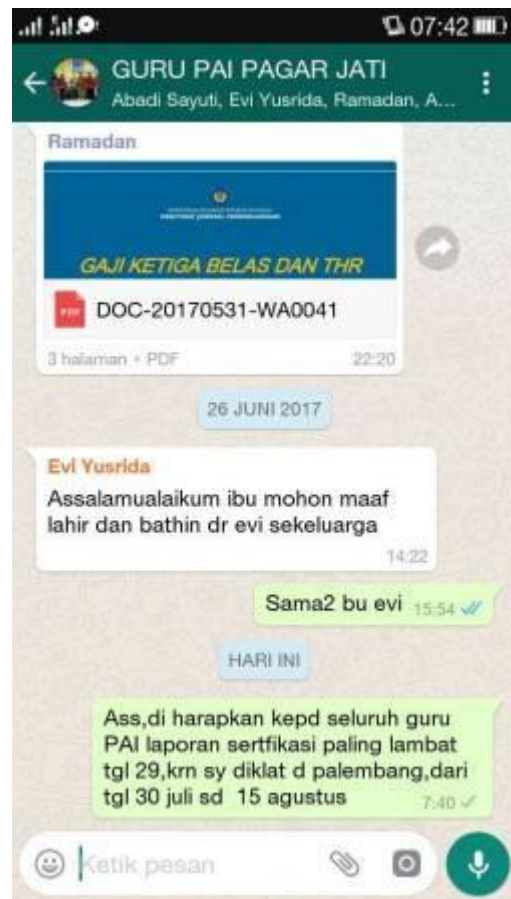 07:42
GURU PAI PAGAR JATI
Abadi Sayuti, Evi Yusrida, Ramadan, A...
Ramadan
GAJI KETIGA BELAS DAN THR
PDF
DOC-20170531-WA0041
3 halaman • PDF 22:20
26 JUNI 2017
Evi Yusrida
Assalamualaikum ibu mohon maaf
lahir dan bathin dr evi sekeluarga
14:22
Sama2 bu evi 15:54
HARI INI
Ass,di harapkan kepd seluruh guru
PAI laporan sertfikasi paling lambat
tgl 29,krn sy diklat d palembang,dari
tgl 30 juli sd 15 agustus 7:40
Ketik pesan